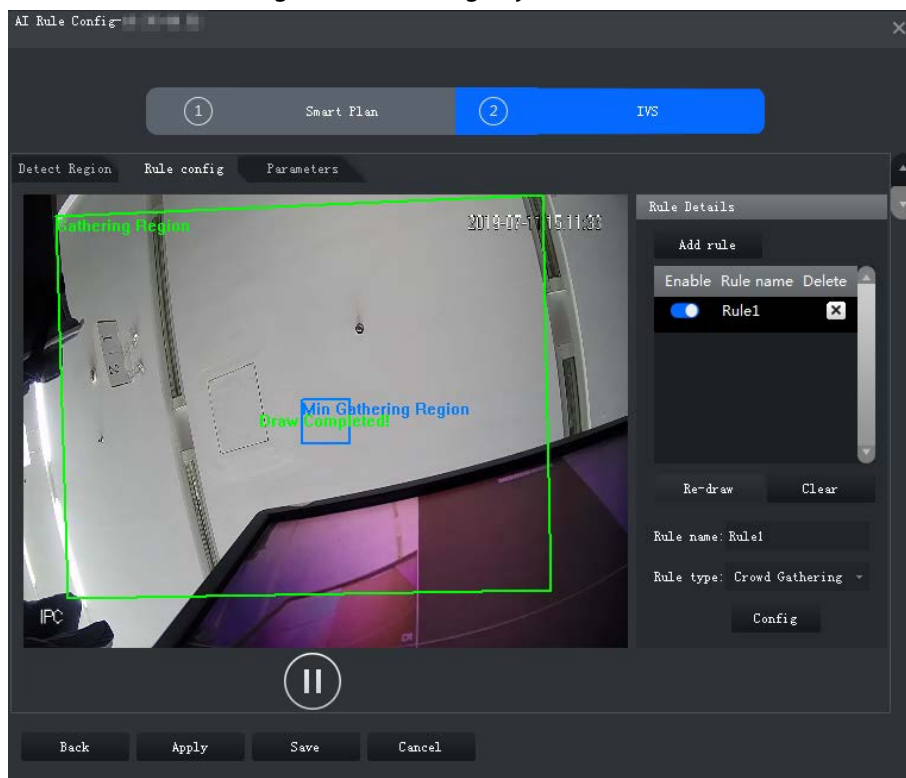 AI Rule Config-
1 Smart Plan 2 IVS
Detect Region Rule config Parameters
Gathering Region
2019-07-11 15:11:33
Min Gathering Region
Draw Completed!
IPC
Rule Details
Add rule
Enable Rule name Delete
Rule1
Re-draw Clear
Rule name: Rule1
Rule type: Crowd Gathering
Config
Back Apply Save Cancel